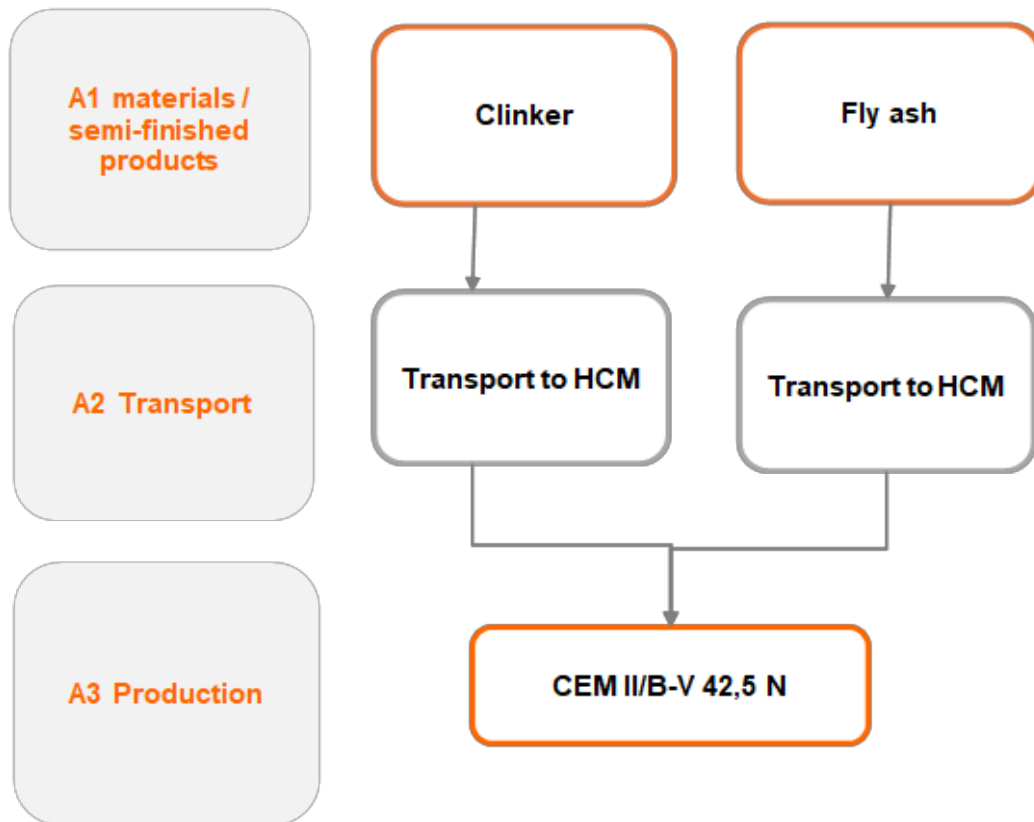 A1 materials /
semi-finished
products
Clinker
Fly ash
A2 Transport
Transport to HCM
Transport to HCM
A3 Production
CEM II/B-V 42,5 N